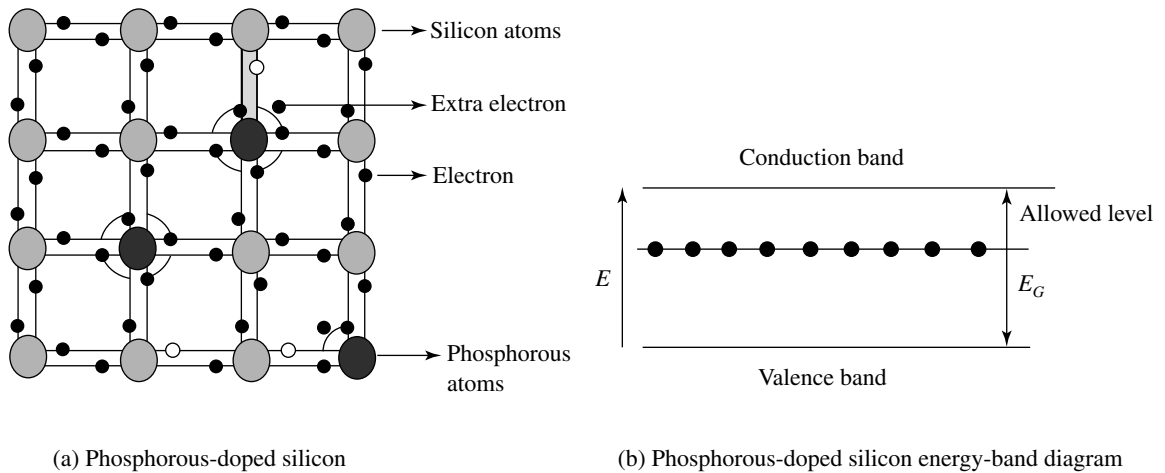 Silicon atoms
Extra electron
Electron
Phosphorous
atoms
(a) Phosphorous-doped silicon
Conduction band
Allowed level
E
E_G
Valence band
(b) Phosphorous-doped silicon energy-band diagram